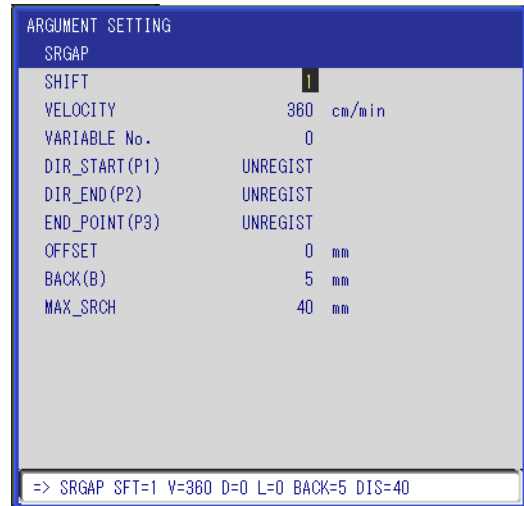 ARGUMENT SETTING
SRGAP
SHIFT 1
VELOCITY 360 cm/min
VARIABLE No. 0
DIR_START(P1) UNREGIST
DIR_END(P2) UNREGIST
END_POINT(P3) UNREGIST
OFFSET 0 mm
BACK(B) 5 mm
MAX_SRCH 40 mm
=> SRGAP SFT=1 V=360 D=0 L=0 BACK=5 DIS=40